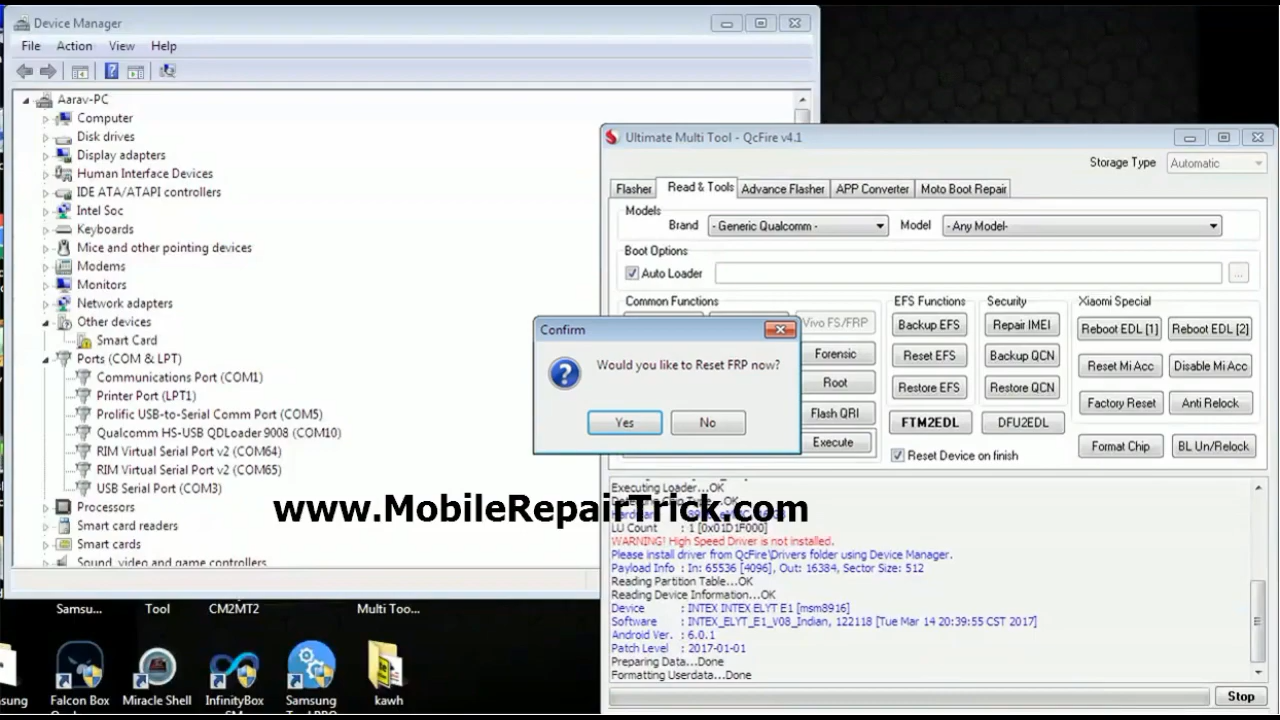 Device Manager
File Action View Help
Aarav-PC
Computer
Disk drives
Display adapters
Human Interface Devices
IDE ATA/ATAPI controllers
Intel Soc
Keyboards
Mice and other pointing devices
Modems
Monitors
Network adapters
Other devices
Smart Card
Ports (COM & LPT)
Communications Port (COM1)
Printer Port (LPT1)
Prolific USB-to-Serial Comm Port (COM5)
Qualcomm HS-USB QDLoader 9008 (COM10)
RIM Virtual Serial Port v2 (COM64)
RIM Virtual Serial Port v2 (COM65)
USB Serial Port (COM3)
Processors
Smart card readers
Smart cards
Sound, video and game controllers
Ultimate Multi Tool - QcFire v4.1
Storage Type Automatic
Flasher Read & Tools Advance Flasher APP Converter Moto Boot Repair
Models
Brand - Generic Qualcomm - Model - Any Model-
Boot Options
Auto Loader ...
Common Functions EFS Functions Security Xiaomi Special
Vivo FS/FRP Backup EFS Repair IMEI Reboot EDL [1] Reboot EDL [2]
Forensic Reset EFS Backup QCN Reset Mi Acc Disable Mi Acc
Root Restore EFS Restore QCN Factory Reset Anti Relock
Flash QRI FTM2EDL DFU2EDL
Execute Reset Device on finish Format Chip BL Un/Relock
Confirm
Would you like to Reset FRP now?
Yes No
Executing Loader...OK
LU Count : 1 [0x01D1F000]
WARNING! High Speed Driver is not installed.
Please install driver from QcFire\Drivers folder using Device Manager.
Payload Info : In: 65536 [4096], Out: 16384, Sector Size: 512
Reading Partition Table...OK
Reading Device Information...OK
Device : INTEX INTEX ELYT E1 [msm8916]
Software : INTEX_ELYT_E1_V08_Indian, 122118 [Tue Mar 14 20:39:55 CST 2017]
Android Ver. : 6.0.1
Patch Level : 2017-01-01
Preparing Data...Done
Formatting Userdata...Done
Stop
www.MobileRepairTrick.com
Samsu... Tool CM2MT2 Multi Too...
sung Falcon Box Miracle Shell InfinityBox Samsung kawh